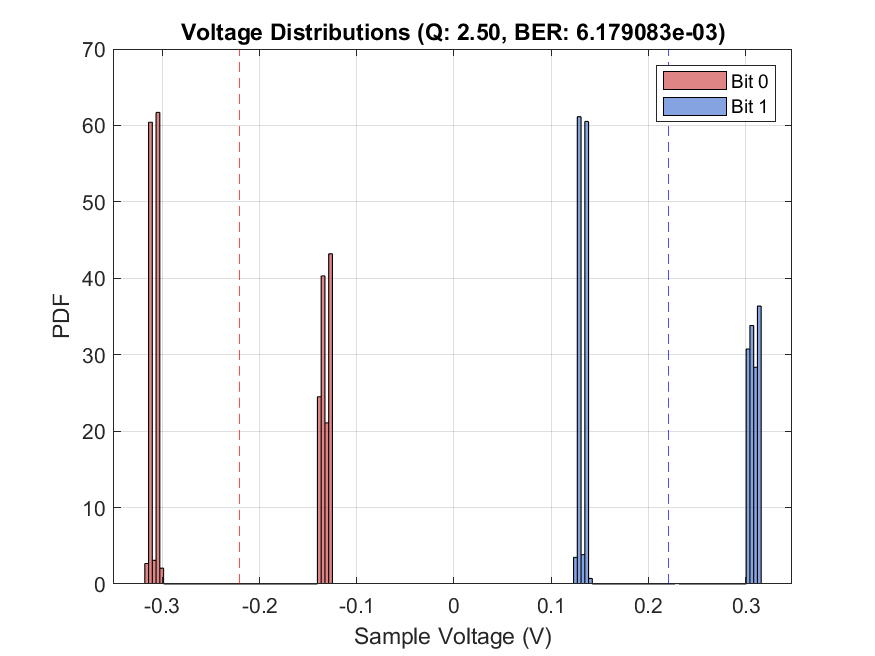 Voltage Distributions (Q: 2.50, BER: 6.179083e-03)
70
60
50
40
30
20
10
0
PDF
Bit 0
Bit 1
-0.3 -0.2 -0.1 0 0.1 0.2 0.3
Sample Voltage (V)